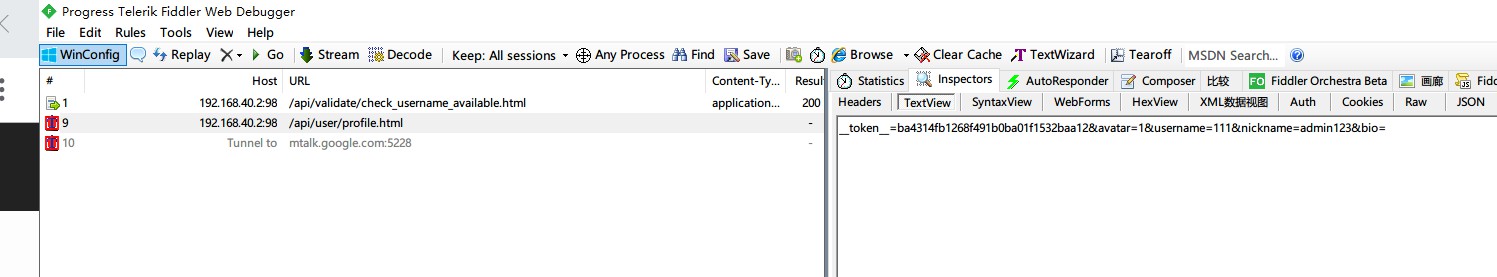 Progress Telerik Fiddler Web Debugger
File Edit Rules Tools View Help
WinConfig Replay Go Stream Decode Keep: All sessions Any Process Find Save Browse Clear Cache TextWizard Tearoff MSDN Search...
# Host URL Content-Ty... Result
1 192.168.40.2:98 /api/validate/check_username_available.html application... 200
9 192.168.40.2:98 /api/user/profile.html -
10 Tunnel to mtalk.google.com:5228 -
Statistics Inspectors AutoResponder Composer 比较 FO Fiddler Orchestra Beta 画廊 Fidd
Headers TextView SyntaxView WebForms HexView XML数据视图 Auth Cookies Raw JSON
__token__=ba4314fb1268f491b0ba01f1532baa12&avatar=1&username=111&nickname=admin123&bio=